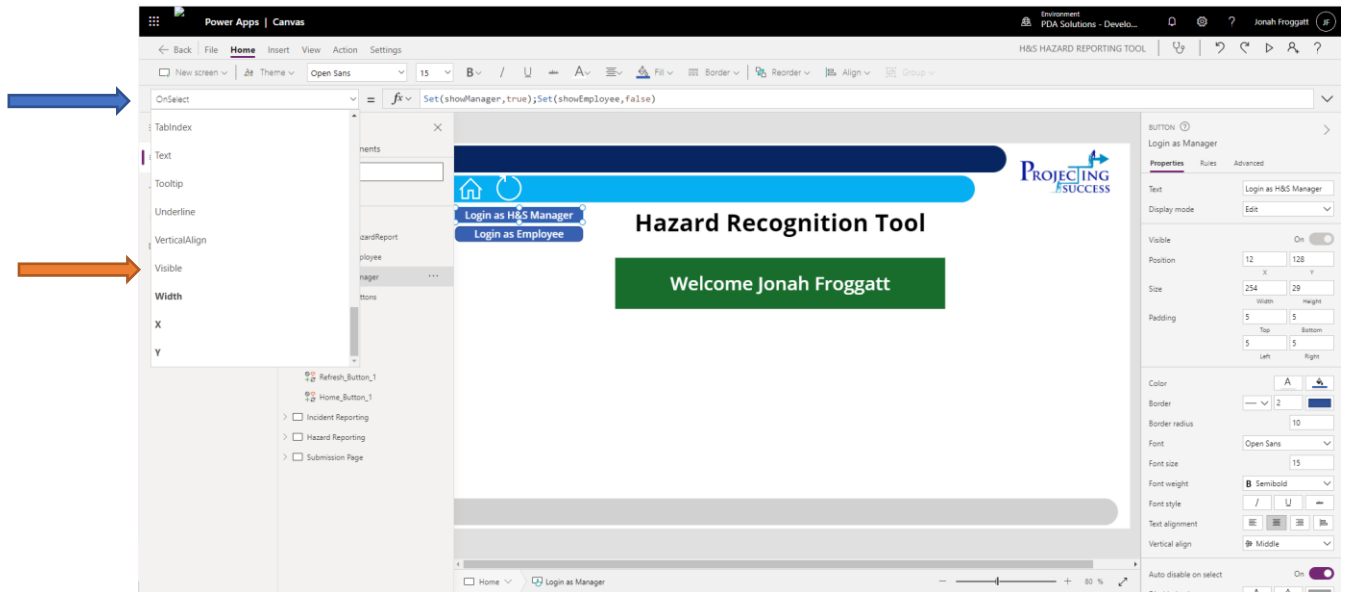 Power Apps | Canvas
Environment
PDA Solutions - Develo...
?
Jonah Froggatt
JF
Back
File
Home
Insert
View
Action
Settings
H&S HAZARD REPORTING TOOL
?
New screen
Theme
Open Sans
15
B
/
U
abc
A
Fill
Border
Reorder
Align
Group
OnSelect
=
fx
Set(showManager,true);Set(showEmployee,false)
TabIndex
Text
Tooltip
Underline
VerticalAlign
Visible
Width
X
Y
nents
zardReport
ployee
nager
...
ttons
Refresh_Button_1
Home_Button_1
Incident Reporting
Hazard Reporting
Submission Page
PROJECTING
SUCCESS
Login as H&S Manager
Login as Employee
Hazard Recognition Tool
Welcome Jonah Froggatt
Home
Login as Manager
80 %
BUTTON
Login as Manager
Properties
Rules
Advanced
Text
Login as H&S Manager
Display mode
Edit
Visible
On
Position
12
128
X
Y
Size
254
29
Width
Height
Padding
5
5
Top
Bottom
5
5
Left
Right
Color
A
Border
2
Border radius
10
Font
Open Sans
Font size
15
Font weight
B Semibold
Font style
/
U
abc
Text alignment
Vertical align
Middle
Auto disable on select
On